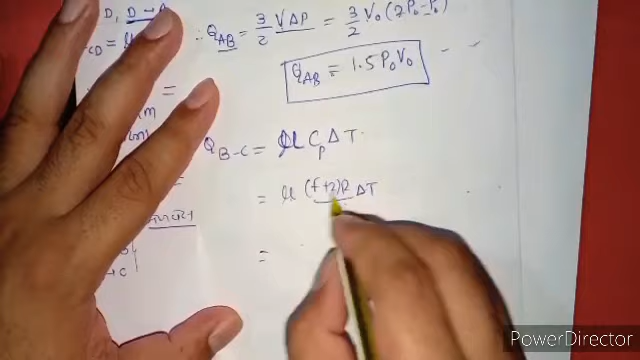 D, D → A
∴ Q_AB = 3/2 VΔP = 3/2 V₀ (2P₀-P₀)
CD =
Q_AB = 1.5 P₀V₀
=
Q_B-C = μ C_p ΔT
= μ (f+2)R ΔT
=
→ C
PowerDirector